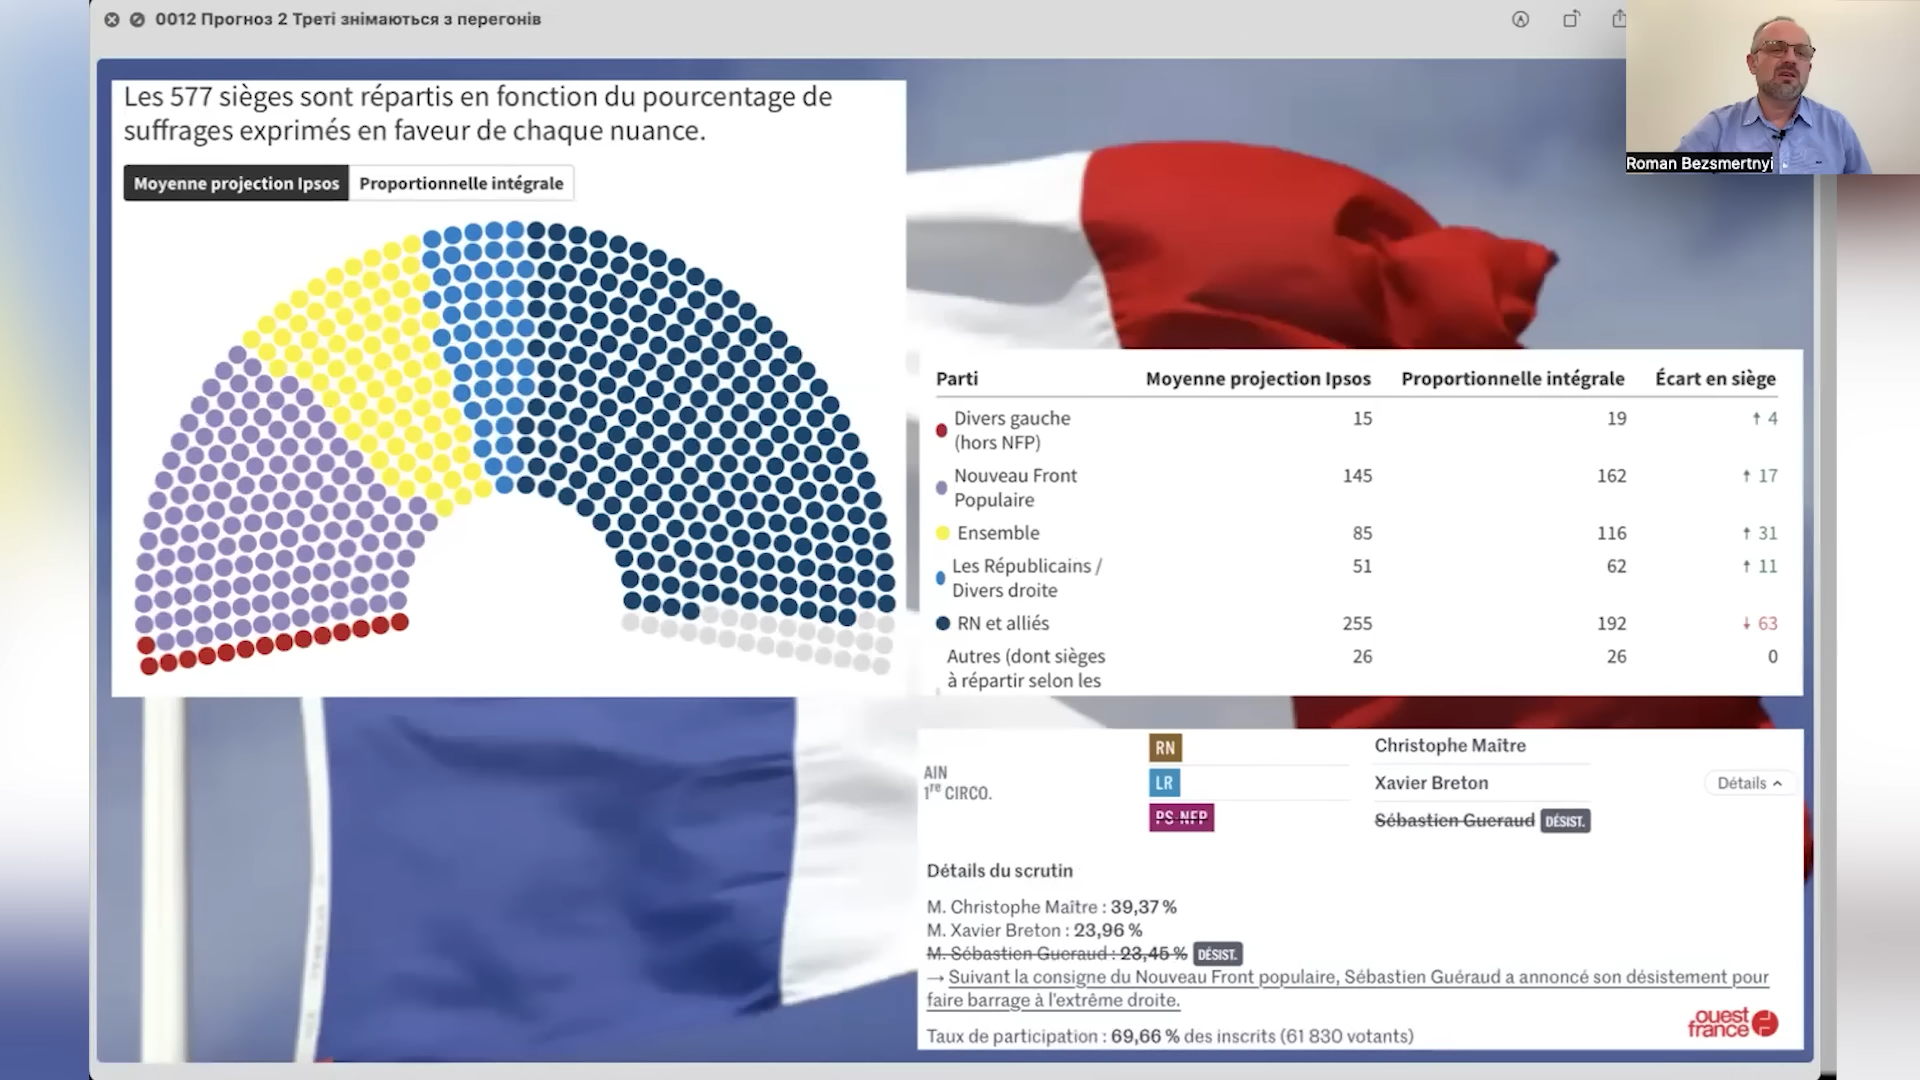 0012 Прогноз 2 Треті знімаються з перегонів
Roman Bezsmertnyi
Les 577 sièges sont répartis en fonction du pourcentage de
suffrages exprimés en faveur de chaque nuance.
Moyenne projection Ipsos Proportionnelle intégrale
Parti Moyenne projection Ipsos Proportionnelle intégrale Écart en siège
Divers gauche
(hors NFP) 15 19 ↑ 4
Nouveau Front
Populaire 145 162 ↑ 17
Ensemble 85 116 ↑ 31
Les Républicains /
Divers droite 51 62 ↑ 11
RN et alliés 255 192 ↓ 63
Autres (dont sièges
à répartir selon les 26 26 0
AIN
1re CIRCO.
RN Christophe Maître
LR Xavier Breton
PS-NFP Sébastien Gueraud DÉSIST.
Détails
Détails du scrutin
M. Christophe Maître : 39,37 %
M. Xavier Breton : 23,96 %
M. Sébastien Gueraud : 23,45 % DÉSIST.
→ Suivant la consigne du Nouveau Front populaire, Sébastien Guéraud a annoncé son désistement pour
faire barrage à l'extrême droite.
Taux de participation : 69,66 % des inscrits (61 830 votants)
ouest
france